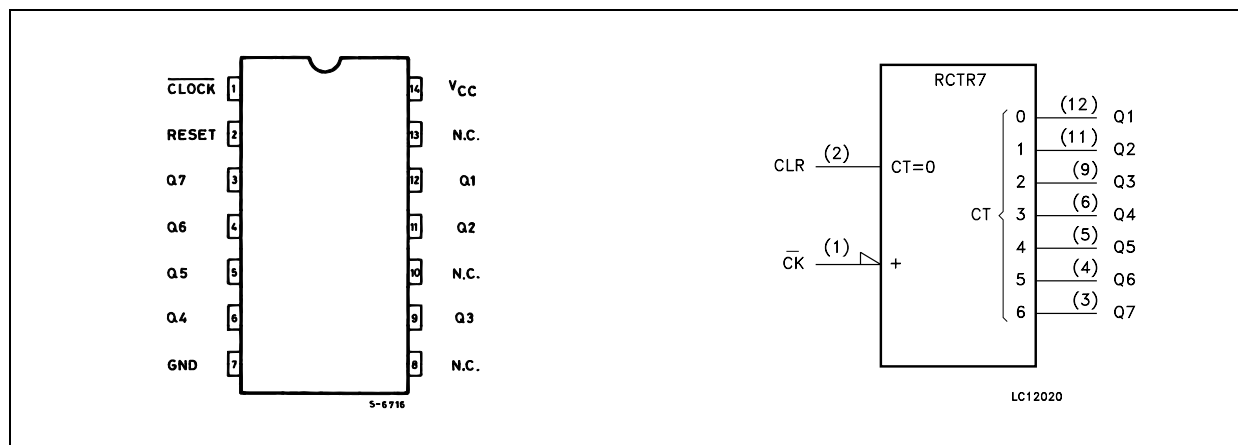 C̅L̅O̅C̅K̅ 1 14 VCC
RESET 2 13 N.C.
Q7 3 12 Q1
Q6 4 11 Q2
Q5 5 10 N.C.
Q4 6 9 Q3
GND 7 8 N.C.
S-6716
RCTR7
0 (12) Q1
1 (11) Q2
CLR (2) CT=0
2 (9) Q3
CT 3 (6) Q4
4 (5) Q5
C̅K (1) +
5 (4) Q6
6 (3) Q7
LC12020